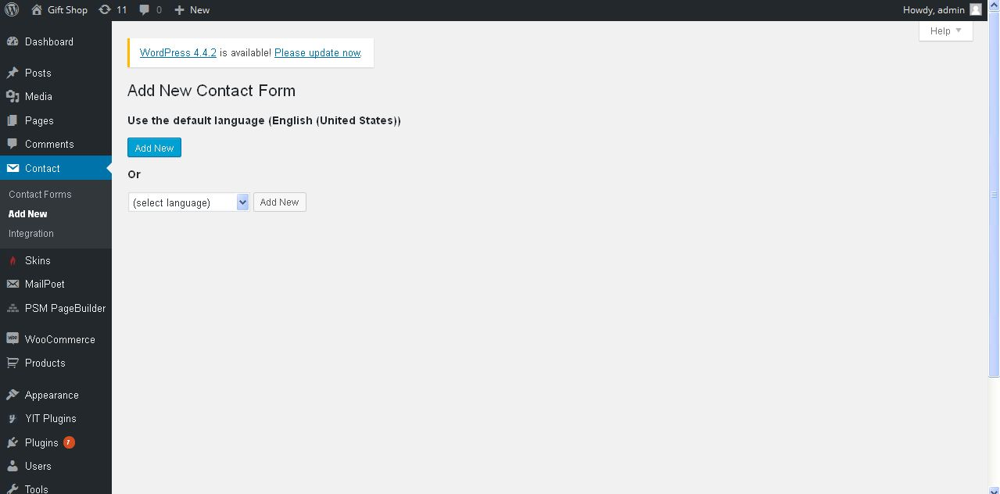 Gift Shop 11 0 New Howdy, admin
Help
Dashboard
Posts
Media
Pages
Comments
Contact
Contact Forms
Add New
Integration
Skins
MailPoet
PSM PageBuilder
WooCommerce
Products
Appearance
YIT Plugins
Plugins 7
Users
Tools
WordPress 4.4.2 is available! Please update now.
Add New Contact Form
Use the default language (English (United States))
Add New
Or
(select language) Add New